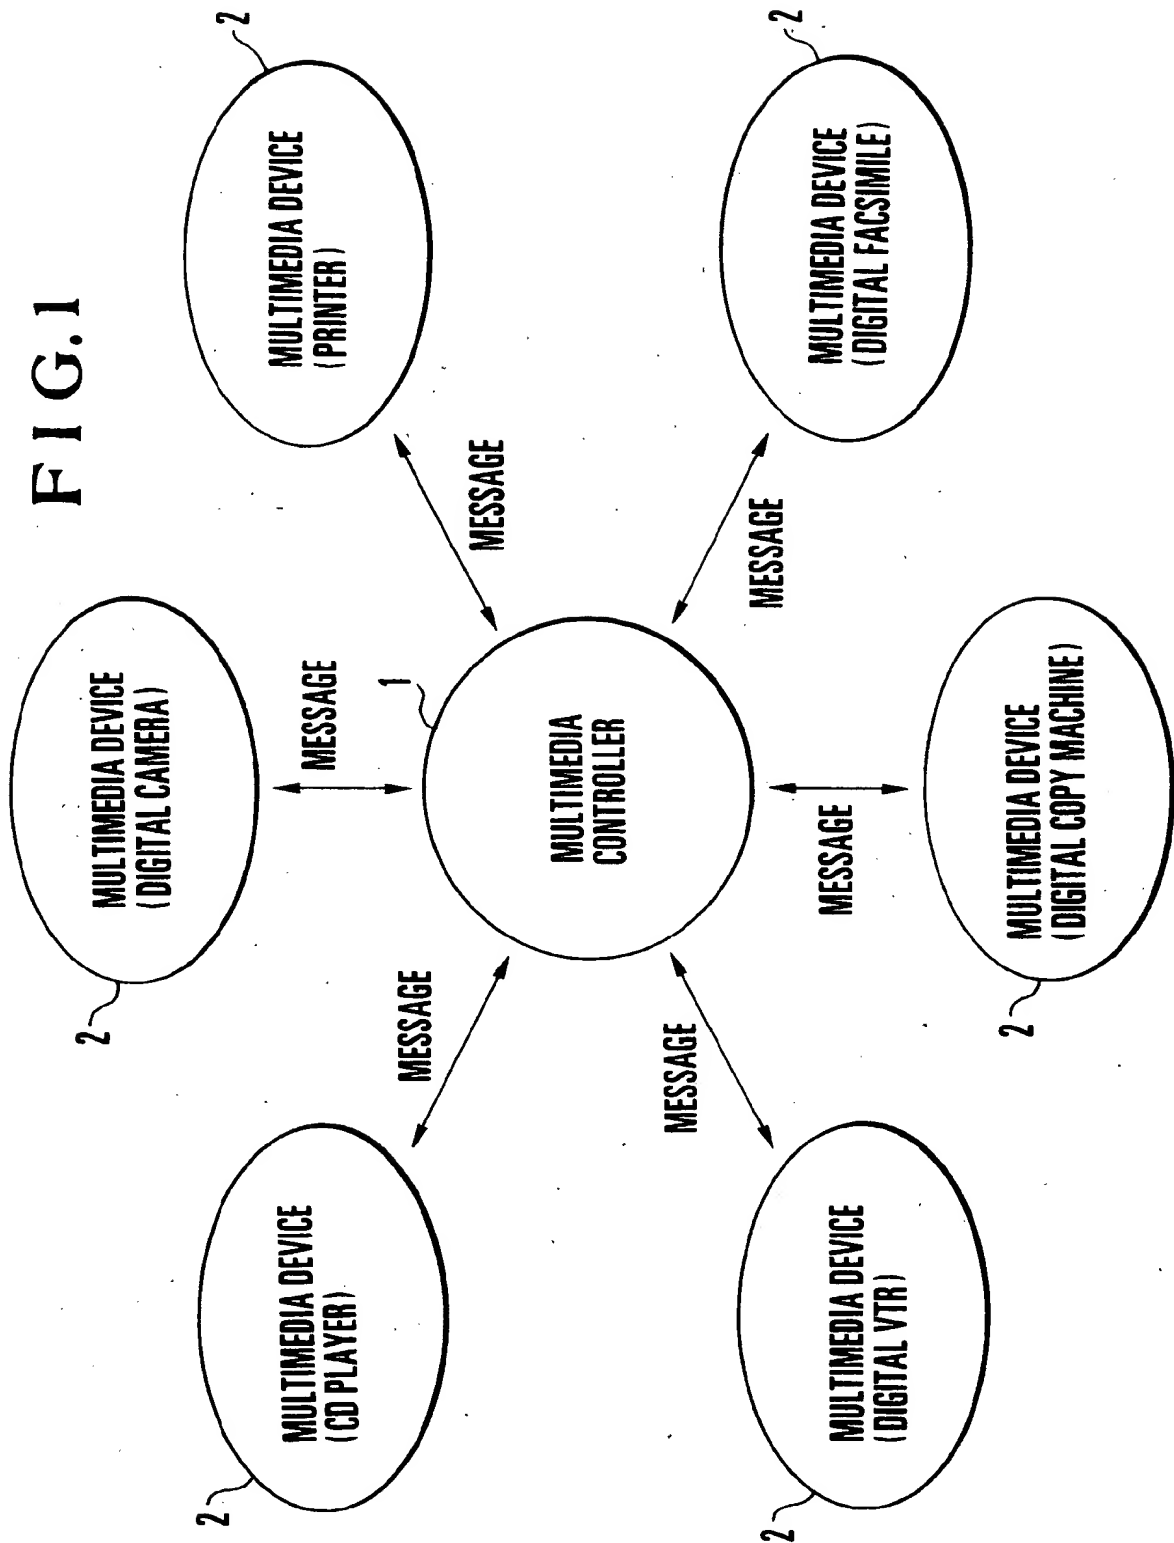 FIG.1
MULTIMEDIA DEVICE
(DIGITAL CAMERA)
2
MULTIMEDIA DEVICE
(CD PLAYER)
2
MULTIMEDIA DEVICE
(PRINTER)
2
MESSAGE
MESSAGE
MESSAGE
1
MULTIMEDIA
CONTROLLER
MESSAGE
MESSAGE
MESSAGE
MULTIMEDIA DEVICE
(DIGITAL VTR)
2
MULTIMEDIA DEVICE
(DIGITAL FACSIMILE)
2
MULTIMEDIA DEVICE
(DIGITAL COPY MACHINE)
2